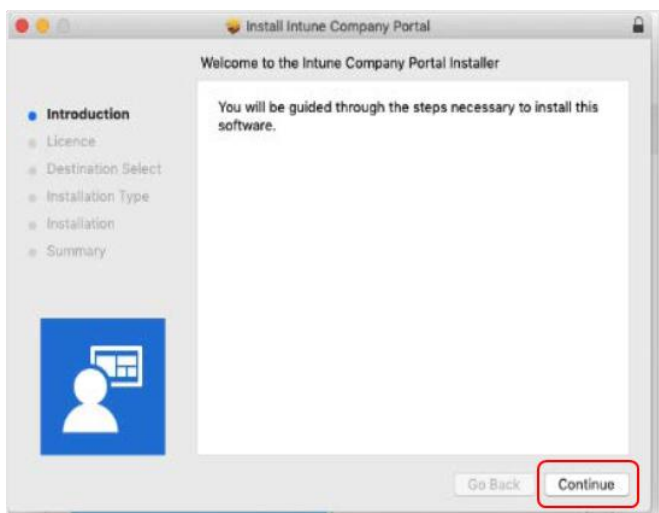 Install Intune Company Portal
Welcome to the Intune Company Portal Installer
Introduction
Licence
Destination Select
Installation Type
Installation
Summary
You will be guided through the steps necessary to install this
software.
Go Back
Continue